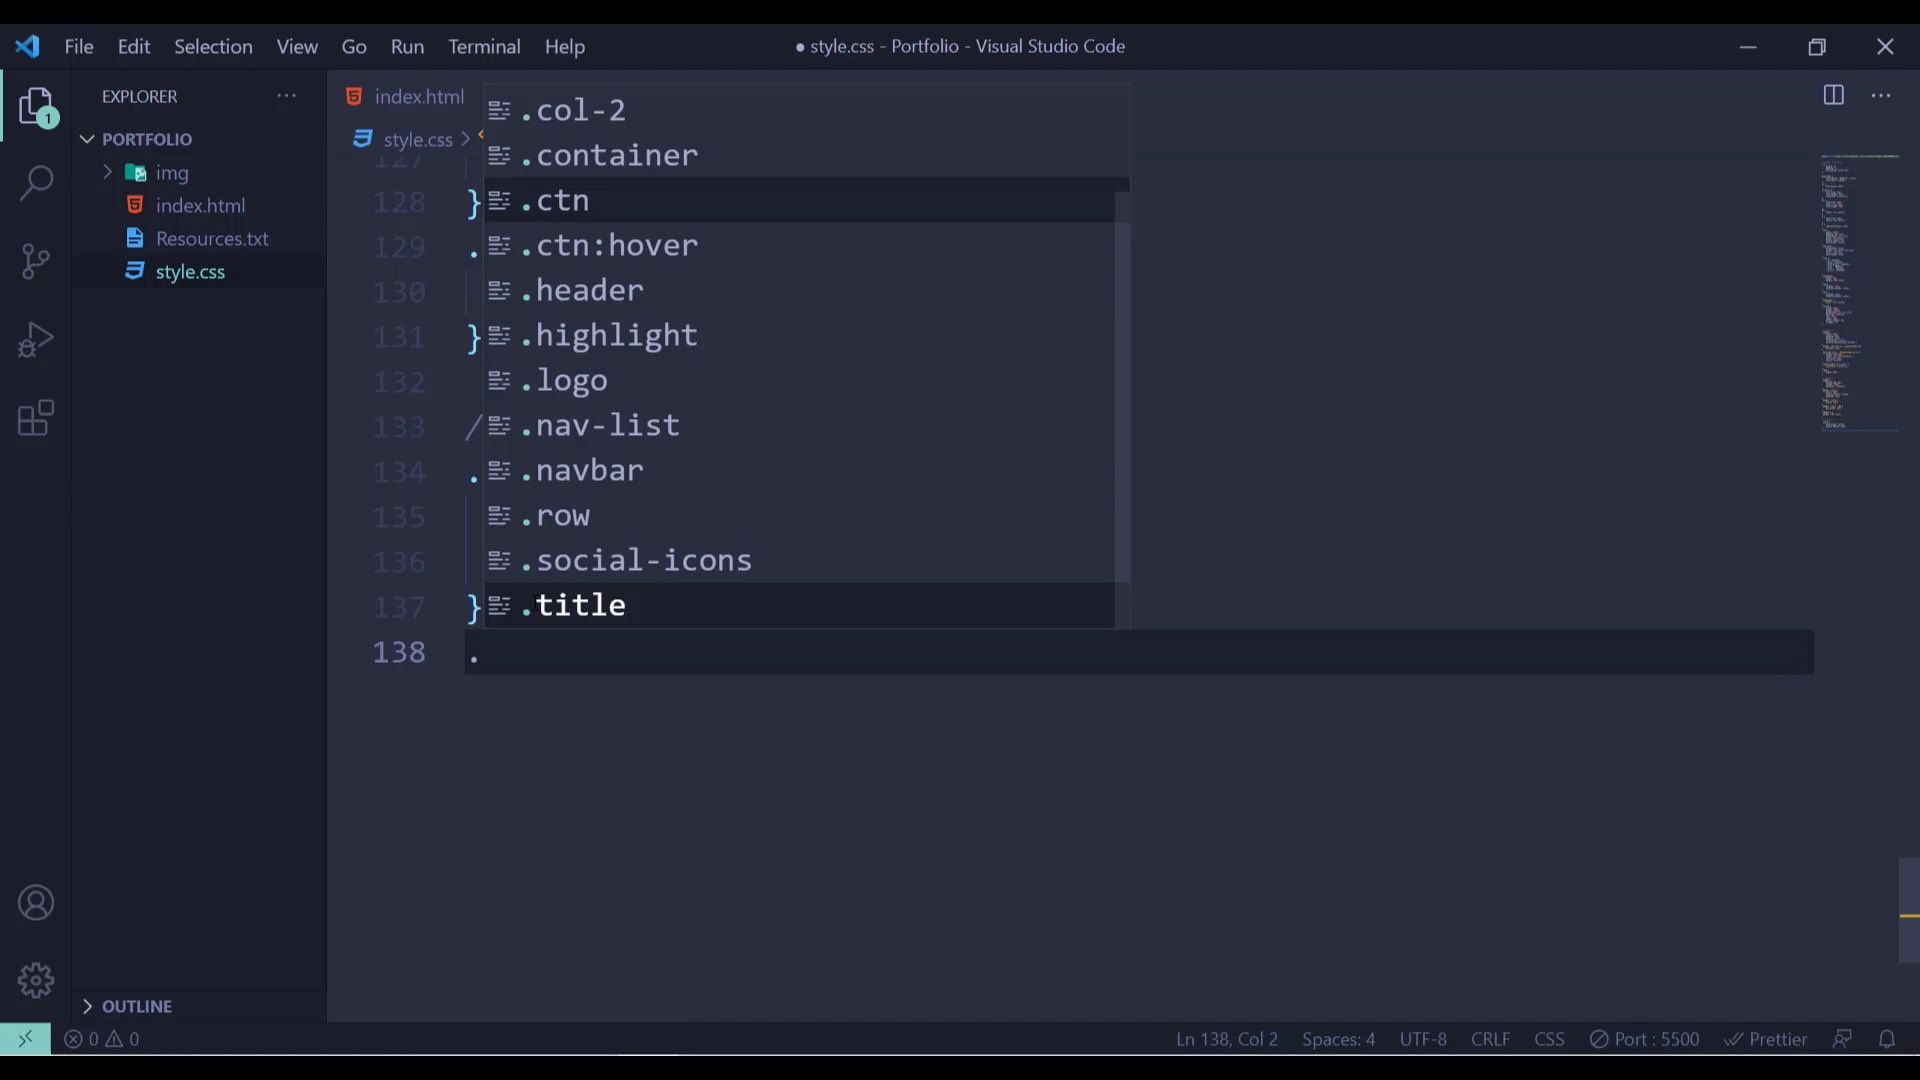 File Edit Selection View Go Run Terminal Help
● style.css - Portfolio - Visual Studio Code
EXPLORER
1
PORTFOLIO
img
index.html
Resources.txt
style.css
OUTLINE
index.html
style.css >
127
128 }
129 .
130
131 }
132
133 /
134 .
135
136
137 }
138 .
.col-2
.container
.ctn
.ctn:hover
.header
.highlight
.logo
.nav-list
.navbar
.row
.social-icons
.title
0 0
Ln 138, Col 2 Spaces: 4 UTF-8 CRLF CSS Port : 5500 Prettier